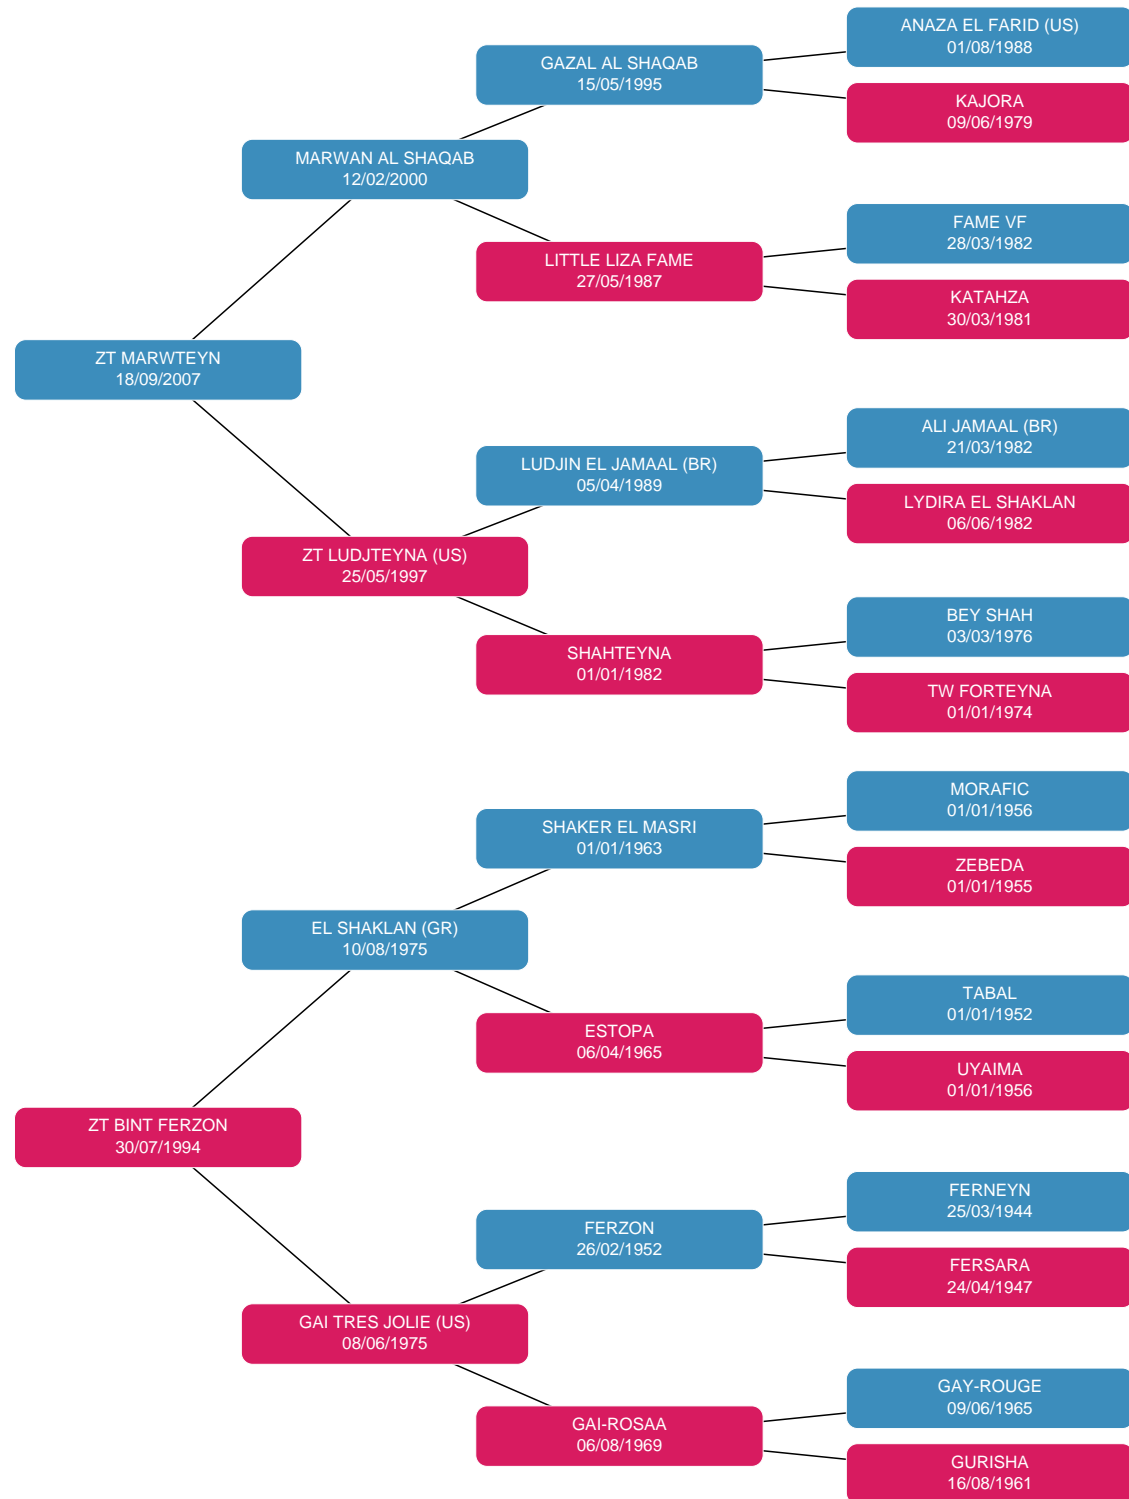 ANAZA EL FARID (US)
01/08/1988
GAZAL AL SHAQAB
15/05/1995
KAJORA
09/06/1979
MARWAN AL SHAQAB
12/02/2000
FAME VF
28/03/1982
LITTLE LIZA FAME
27/05/1987
KATAHZA
30/03/1981
ZT MARWTEYN
18/09/2007
ALI JAMAAL (BR)
21/03/1982
LUDJIN EL JAMAAL (BR)
05/04/1989
LYDIRA EL SHAKLAN
06/06/1982
ZT LUDJTEYNA (US)
25/05/1997
BEY SHAH
03/03/1976
SHAHTEYNA
01/01/1982
TW FORTEYNA
01/01/1974
MORAFIC
01/01/1956
SHAKER EL MASRI
01/01/1963
ZEBEDA
01/01/1955
EL SHAKLAN (GR)
10/08/1975
TABAL
01/01/1952
ESTOPA
06/04/1965
UYAIMA
01/01/1956
ZT BINT FERZON
30/07/1994
FERNEYN
25/03/1944
FERZON
26/02/1952
FERSARA
24/04/1947
GAI TRES JOLIE (US)
08/06/1975
GAY-ROUGE
09/06/1965
GAI-ROSAA
06/08/1969
GURISHA
16/08/1961